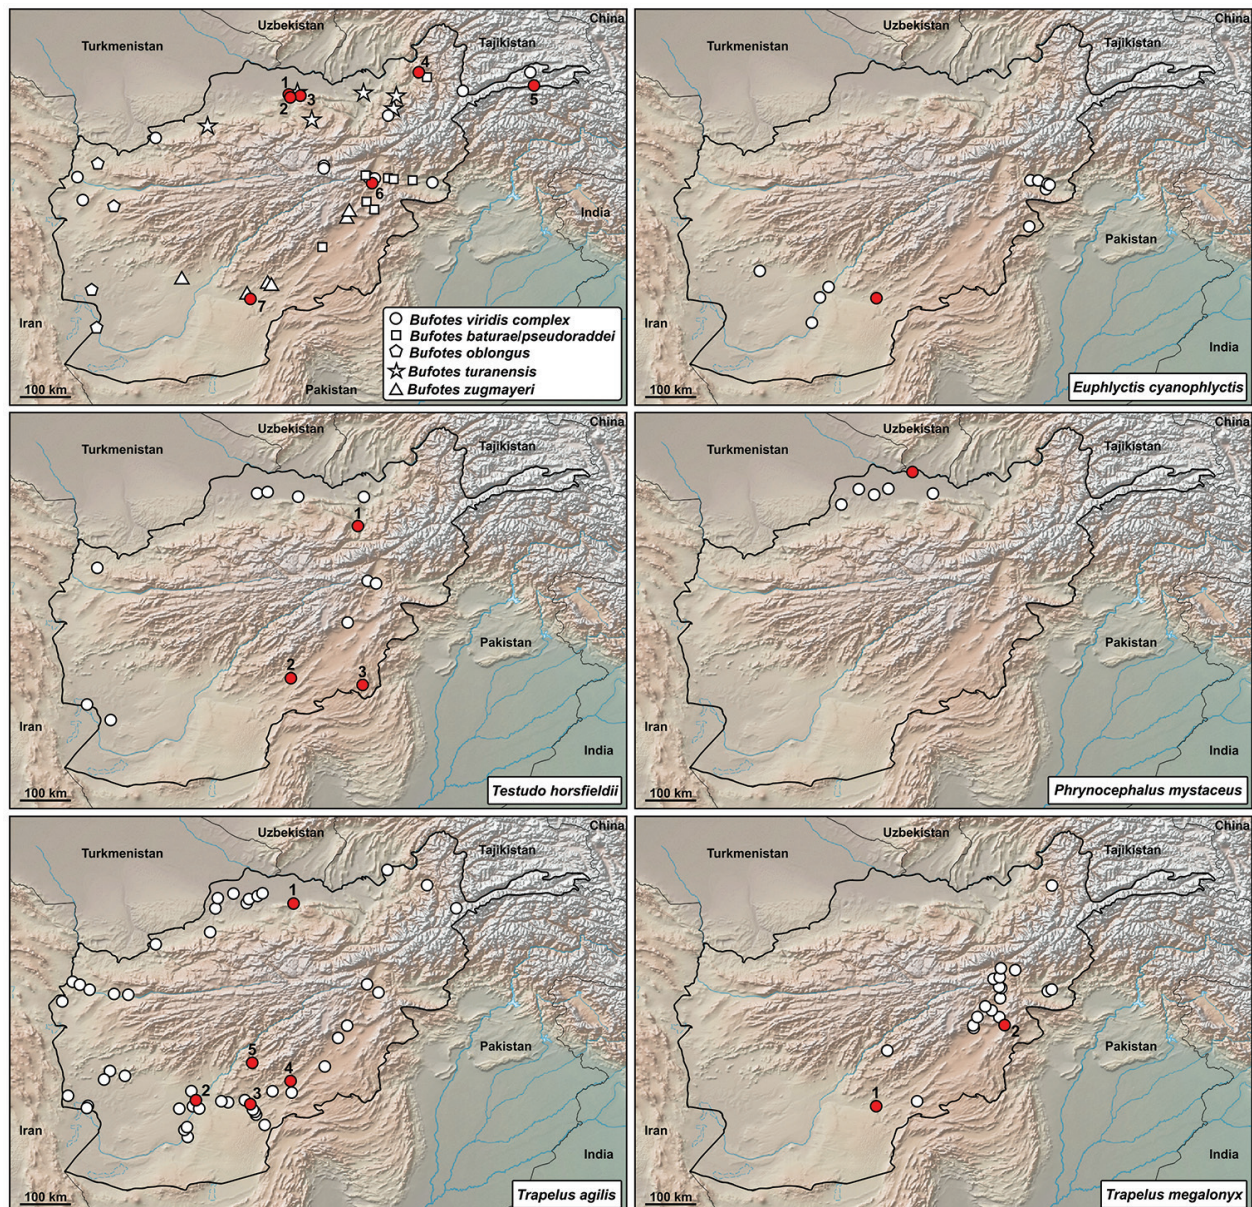 Uzbekistan
China
Turkmenistan
Tajikistan
4
1
3
2
5
6
India
7
Iran
Bufotes viridis complex
Bufotes baturae/pseudoraddei
Bufotes oblongus
Bufotes turanensis
Bufotes zugmayeri
100 km
Pakistan
Uzbekistan
China
Turkmenistan
Tajikistan
Pakistan
Iran
India
100 km
Euphlyctis cyanophlyctis
Uzbekistan
China
Turkmenistan
Tajikistan
1
Pakistan
2
3
Iran
India
100 km
Testudo horsfieldii
Uzbekistan
China
Turkmenistan
Tajikistan
Pakistan
Iran
India
100 km
Phrynocephalus mystaceus
Uzbekistan
China
Turkmenistan
Tajikistan
1
Pakistan
5
4
2
3
Iran
India
100 km
Trapelus agilis
Uzbekistan
China
Turkmenistan
Tajikistan
2
Pakistan
1
Iran
India
100 km
Trapelus megalonyx